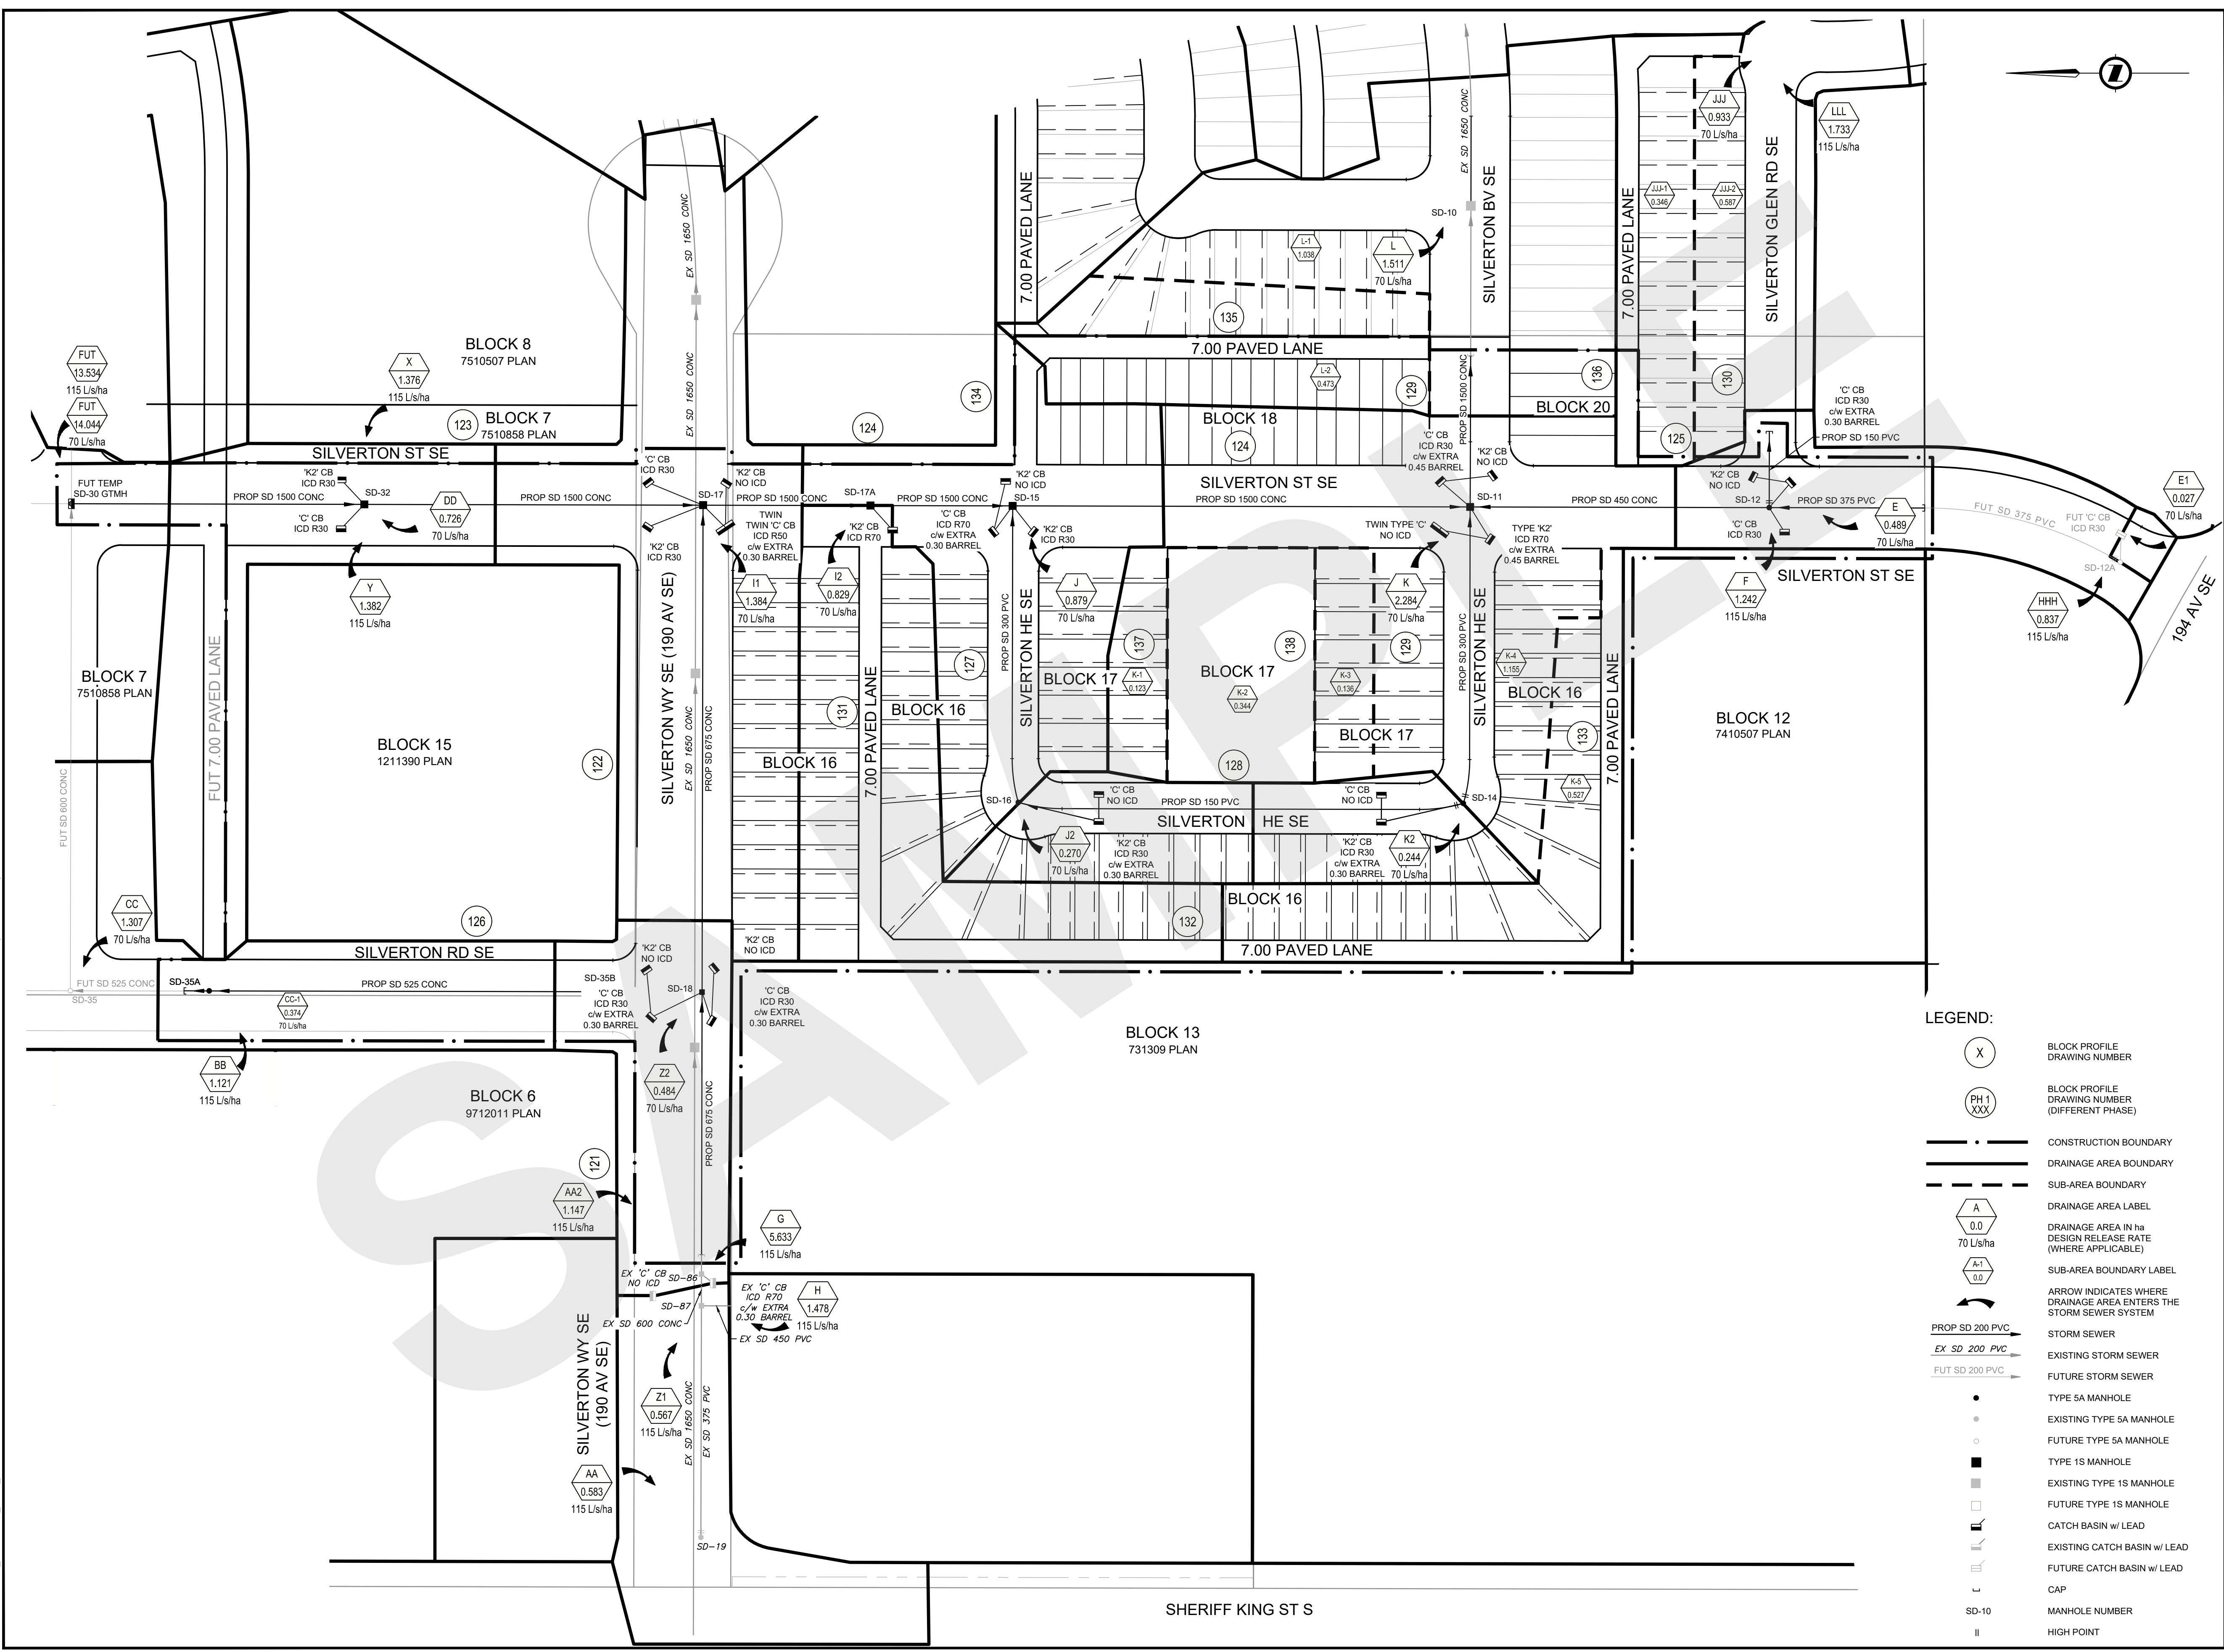 SAMPLE
BLOCK 8
7510507 PLAN
FUT
13.534
115 L/s/ha
FUT
14.044
70 L/s/ha
X
1.376
115 L/s/ha
123
BLOCK 7
7510858 PLAN
SILVERTON ST SE
FUT TEMP
SD-30 GTMH
PROP SD 1500 CONC
'K2' CB
ICD R30
SD-32
'C' CB
ICD R30
DD
0.726
70 L/s/ha
PROP SD 1500 CONC
Y
1.382
115 L/s/ha
EX SD 1650 CONC
EX SD 1650 CONC
'C' CB
ICD R30
'K2' CB
NO ICD
SD-17
'K2' CB
ICD R30
TWIN
TWIN 'C' CB
ICD R50
c/w EXTRA
0.30 BARREL
PROP SD 1500 CONC
SD-17A
'K2' CB
ICD R70
I1
1.384
70 L/s/ha
I2
0.829
70 L/s/ha
124
134
PROP SD 1500 CONC
'K2' CB
NO ICD
SD-15
'C' CB
ICD R70
c/w EXTRA
0.30 BARREL
'K2' CB
ICD R30
7.00 PAVED LANE
135
7.00 PAVED LANE
L-1
1.038
L
1.511
70 L/s/ha
SD-10
EX SD 1650 CONC
SILVERTON BV SE
L-2
0.473
129
BLOCK 18
124
PROP SD 1500 CONC
SILVERTON ST SE
PROP SD 1500 CONC
'C' CB
ICD R30
c/w EXTRA
0.45 BARREL
'K2' CB
NO ICD
SD-11
TWIN TYPE 'C'
NO ICD
TYPE 'K2'
ICD R70
c/w EXTRA
0.45 BARREL
136
BLOCK 20
7.00 PAVED LANE
JJJ
0.933
70 L/s/ha
JJJ-1
0.346
JJJ-2
0.587
130
125
SILVERTON GLEN RD SE
LLL
1.733
115 L/s/ha
'C' CB
ICD R30
c/w EXTRA
0.30 BARREL
PROP SD 150 PVC
'K2' CB
NO ICD
PROP SD 450 CONC
SD-12
PROP SD 375 PVC
'C' CB
ICD R30
E
0.489
70 L/s/ha
F
1.242
115 L/s/ha
SILVERTON ST SE
FUT SD 375 PVC
FUT 'C' CB
ICD R30
SD-12A
E1
0.027
70 L/s/ha
HHH
0.837
115 L/s/ha
194 AV SE
BLOCK 7
7510858 PLAN
FUT 7.00 PAVED LANE
FUT SD 600 CONC
BLOCK 15
1211390 PLAN
122
126
SILVERTON WY SE (190 AV SE)
EX SD 1650 CONC
PROP SD 675 CONC
131
BLOCK 16
7.00 PAVED LANE
BLOCK 16
127
PROP SD 300 PVC
SILVERTON HE SE
J
0.879
70 L/s/ha
137
BLOCK 17
K-1
0.123
BLOCK 17
K-2
0.344
138
K-3
0.136
BLOCK 17
K
2.284
70 L/s/ha
129
PROP SD 300 PVC
SILVERTON HE SE
K-4
1.155
BLOCK 16
133
K-5
0.527
7.00 PAVED LANE
BLOCK 12
7410507 PLAN
128
SD-16
'C' CB
NO ICD
PROP SD 150 PVC
'C' CB
NO ICD
SD-14
SILVERTON HE SE
J2
0.270
70 L/s/ha
'K2' CB
ICD R30
c/w EXTRA
0.30 BARREL
'K2' CB
ICD R30
c/w EXTRA
0.30 BARREL
K2
0.244
70 L/s/ha
BLOCK 16
132
7.00 PAVED LANE
CC
1.307
70 L/s/ha
SILVERTON RD SE
FUT SD 525 CONC
SD-35
SD-35A
PROP SD 525 CONC
CC-1
0.374
70 L/s/ha
SD-35B
'C' CB
ICD R30
c/w EXTRA
0.30 BARREL
'K2' CB
NO ICD
SD-18
'K2' CB
NO ICD
'C' CB
ICD R30
c/w EXTRA
0.30 BARREL
BLOCK 13
731309 PLAN
BB
1.121
115 L/s/ha
BLOCK 6
9712011 PLAN
Z2
0.484
70 L/s/ha
PROP SD 675 CONC
121
AA2
1.147
115 L/s/ha
G
5.633
115 L/s/ha
EX 'C' CB
NO ICD
SD-86
SD-87
EX SD 600 CONC
EX 'C' CB
ICD R70
c/w EXTRA
0.30 BARREL
EX SD 450 PVC
H
1.478
115 L/s/ha
SILVERTON WY SE
(190 AV SE)
Z1
0.567
115 L/s/ha
EX SD 1650 CONC
EX SD 375 PVC
AA
0.583
115 L/s/ha
SD-19
SHERIFF KING ST S
LEGEND:
X
BLOCK PROFILE
DRAWING NUMBER
PH 1
XXX
BLOCK PROFILE
DRAWING NUMBER
(DIFFERENT PHASE)
CONSTRUCTION BOUNDARY
DRAINAGE AREA BOUNDARY
SUB-AREA BOUNDARY
A
0.0
70 L/s/ha
DRAINAGE AREA LABEL
DRAINAGE AREA IN ha
DESIGN RELEASE RATE
(WHERE APPLICABLE)
A-1
0.0
SUB-AREA BOUNDARY LABEL
ARROW INDICATES WHERE
DRAINAGE AREA ENTERS THE
STORM SEWER SYSTEM
PROP SD 200 PVC
STORM SEWER
EX SD 200 PVC
EXISTING STORM SEWER
FUT SD 200 PVC
FUTURE STORM SEWER
TYPE 5A MANHOLE
EXISTING TYPE 5A MANHOLE
FUTURE TYPE 5A MANHOLE
TYPE 1S MANHOLE
EXISTING TYPE 1S MANHOLE
FUTURE TYPE 1S MANHOLE
CATCH BASIN w/ LEAD
EXISTING CATCH BASIN w/ LEAD
FUTURE CATCH BASIN w/ LEAD
CAP
SD-10
MANHOLE NUMBER
HIGH POINT